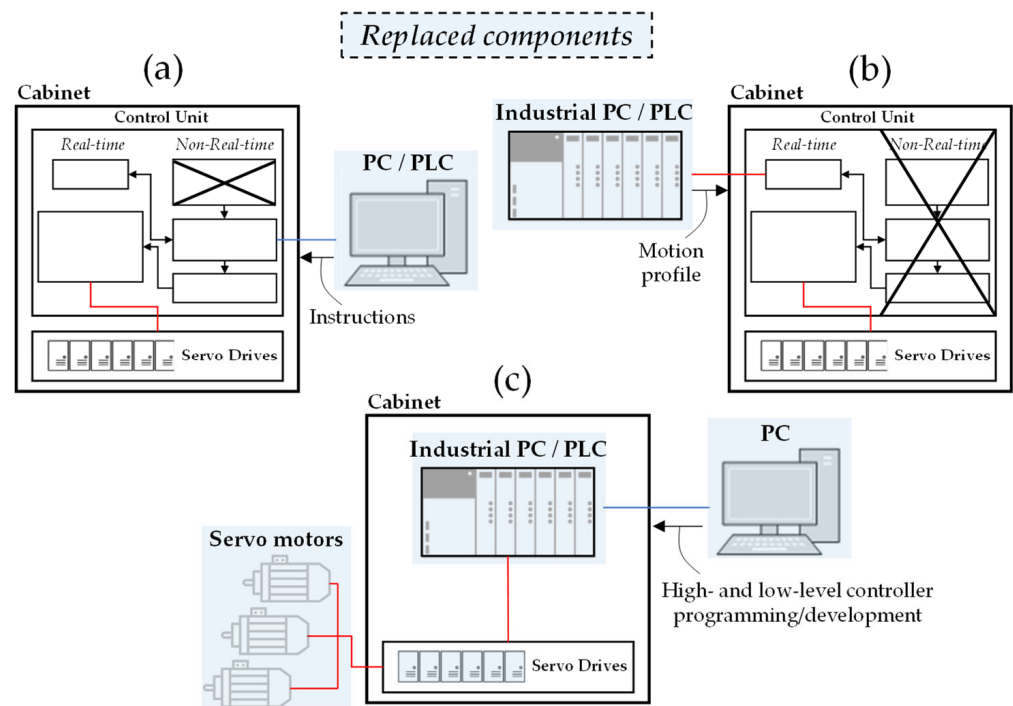 Replaced components
(a)
Cabinet
Control Unit
Real-time
Non-Real-time
PC / PLC
Instructions
Servo Drives
(b)
Cabinet
Industrial PC / PLC
Control Unit
Real-time
Non-Real-time
Motion
profile
Servo Drives
(c)
Cabinet
Industrial PC / PLC
PC
Servo motors
High- and low-level controller
programming/development
Servo Drives